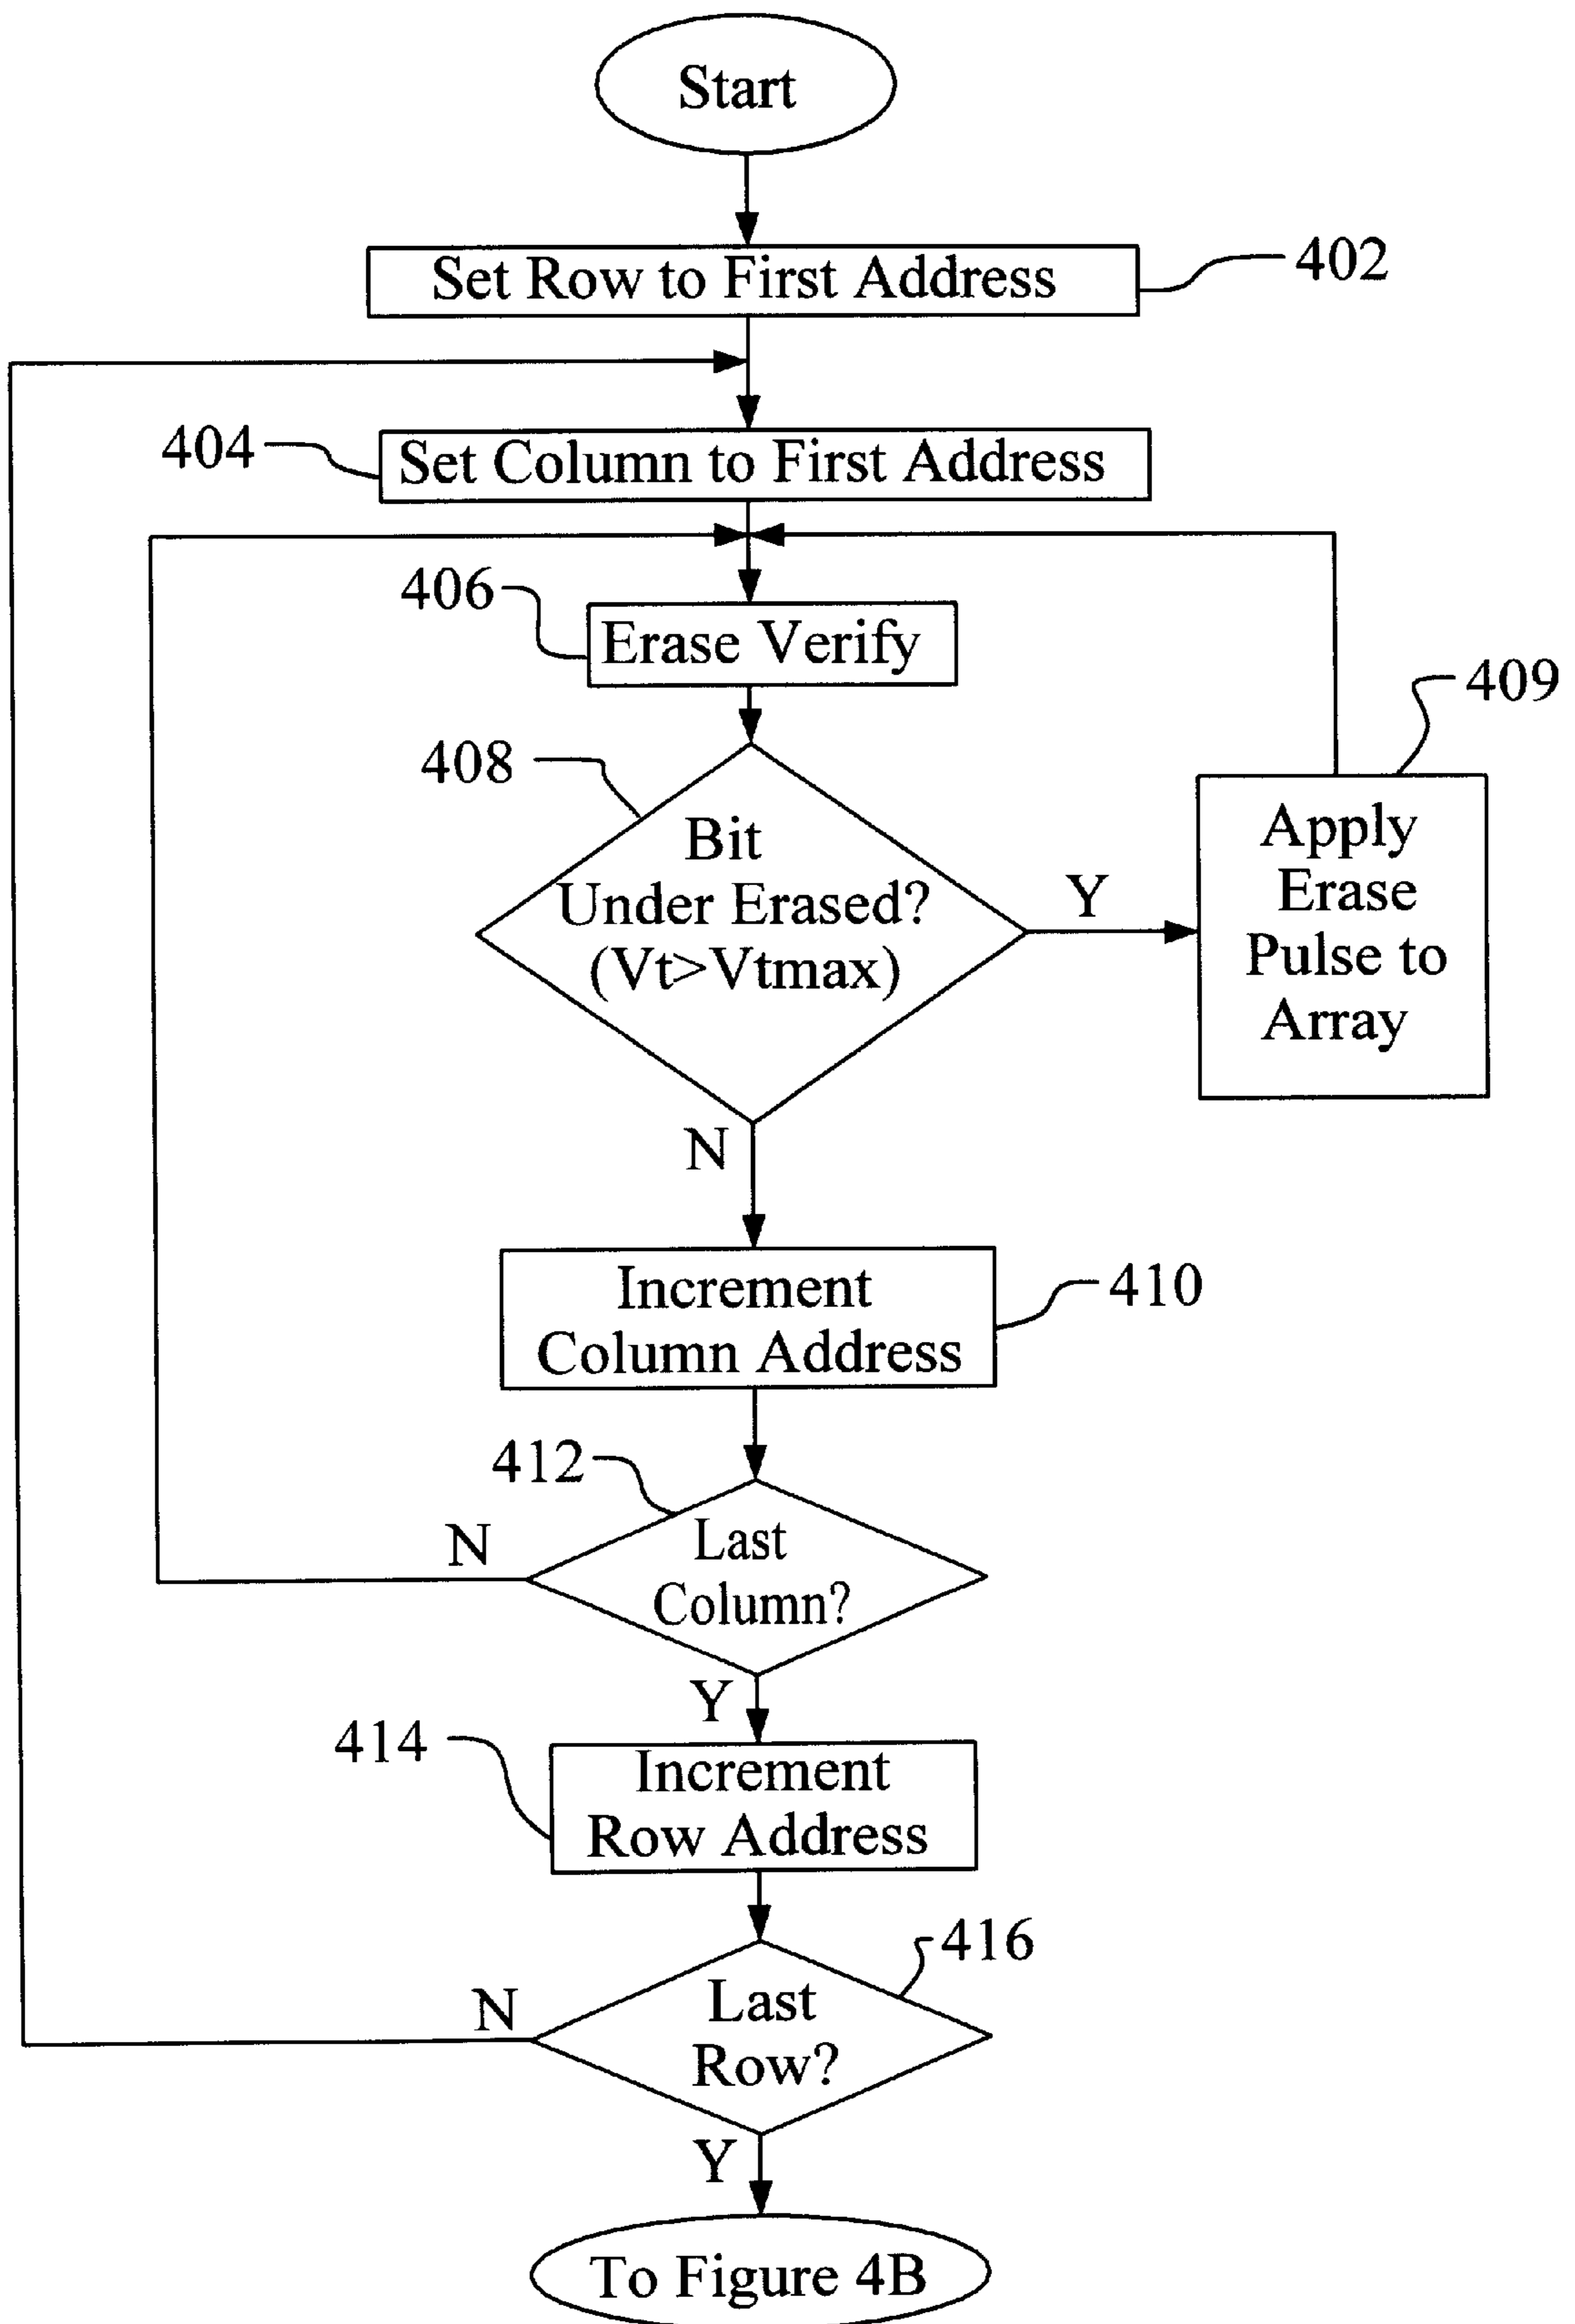 Start
Set Row to First Address
402
404
Set Column to First Address
406
Erase Verify
409
408
Bit
Under Erased?
(Vt>Vtmax)
Y
Apply
Erase
Pulse to
Array
N
Increment
Column Address
410
412
N
Last
Column?
Y
414
Increment
Row Address
416
N
Last
Row?
Y
To Figure 4B